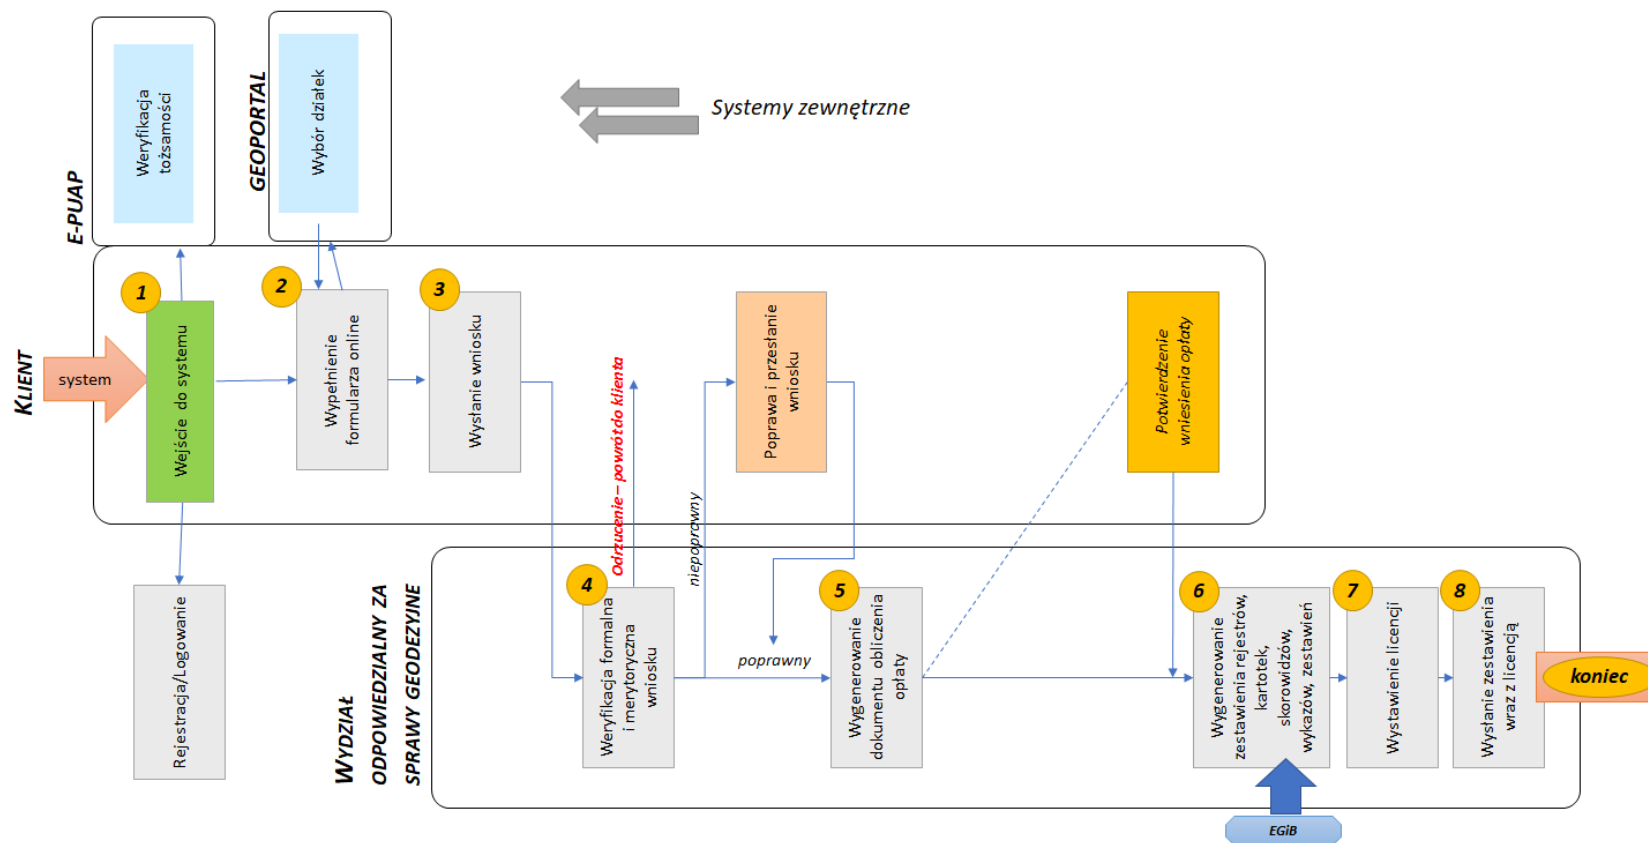 E-PUAP
Weryfikacja
tożsamości
GEOPORTAL
Wybór działek
Systemy zewnętrzne
KLIENT
system
1
Wejście do systemu
2
Wypełnienie
formularza online
3
Wysłanie wniosku
Odrzucenie – powrót do klienta
niepoprawny
Poprawa i przesłanie
wniosku
Potwierdzenie
wniesienia opłaty
Rejestracja/Logowanie
WYDZIAŁ
ODPOWIEDZIALNY ZA
SPRAWY GEODEZYJNE
4
Weryfikacja formalna
i merytoryczna
wniosku
poprawny
5
Wygenerowanie
dokumentu obliczenia
opłaty
6
Wygenerowanie
zestawienia rejestrów,
kartotek,
skorowidzów,
wykazów, zestawień
7
Wystawienie licencji
8
Wysłanie zestawienia
wraz z licencją
koniec
EGiB